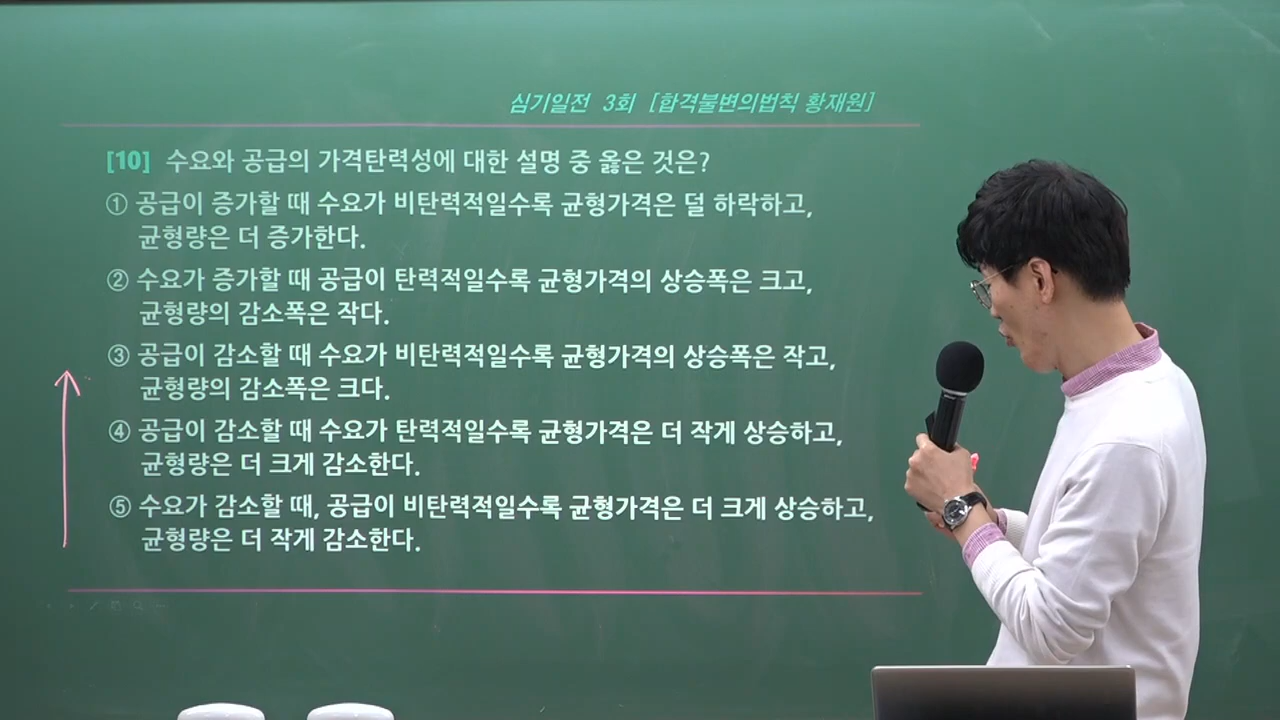 심기일전 3회 [합격불변의법칙 황재원]
[10] 수요와 공급의 가격탄력성에 대한 설명 중 옳은 것은?
① 공급이 증가할 때 수요가 비탄력적일수록 균형가격은 덜 하락하고,
균형량은 더 증가한다.
② 수요가 증가할 때 공급이 탄력적일수록 균형가격의 상승폭은 크고,
균형량의 감소폭은 작다.
③ 공급이 감소할 때 수요가 비탄력적일수록 균형가격의 상승폭은 작고,
균형량의 감소폭은 크다.
④ 공급이 감소할 때 수요가 탄력적일수록 균형가격은 더 작게 상승하고,
균형량은 더 크게 감소한다.
⑤ 수요가 감소할 때, 공급이 비탄력적일수록 균형가격은 더 크게 상승하고,
균형량은 더 작게 감소한다.